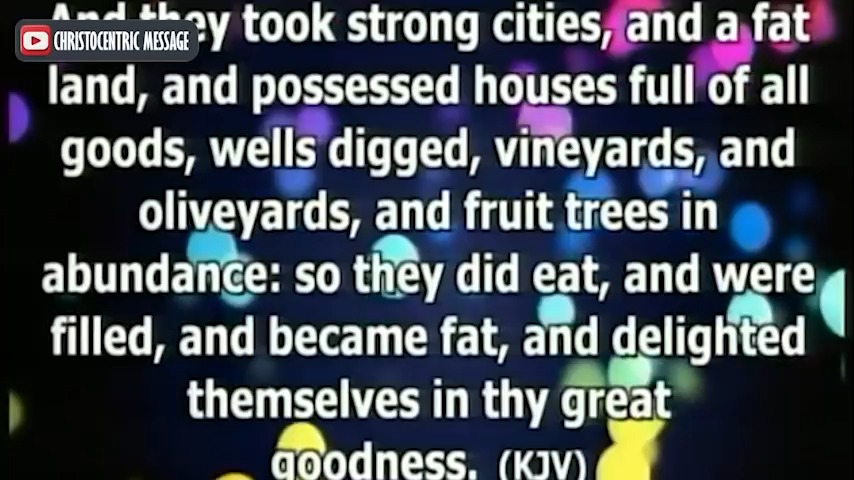 And they took strong cities, and a fat
CHRISTOCENTRIC MESSAGE
land, and possessed houses full of all
goods, wells digged, vineyards, and
oliveyards, and fruit trees in
abundance: so they did eat, and were
filled, and became fat, and delighted
themselves in thy great
goodness. (KJV)